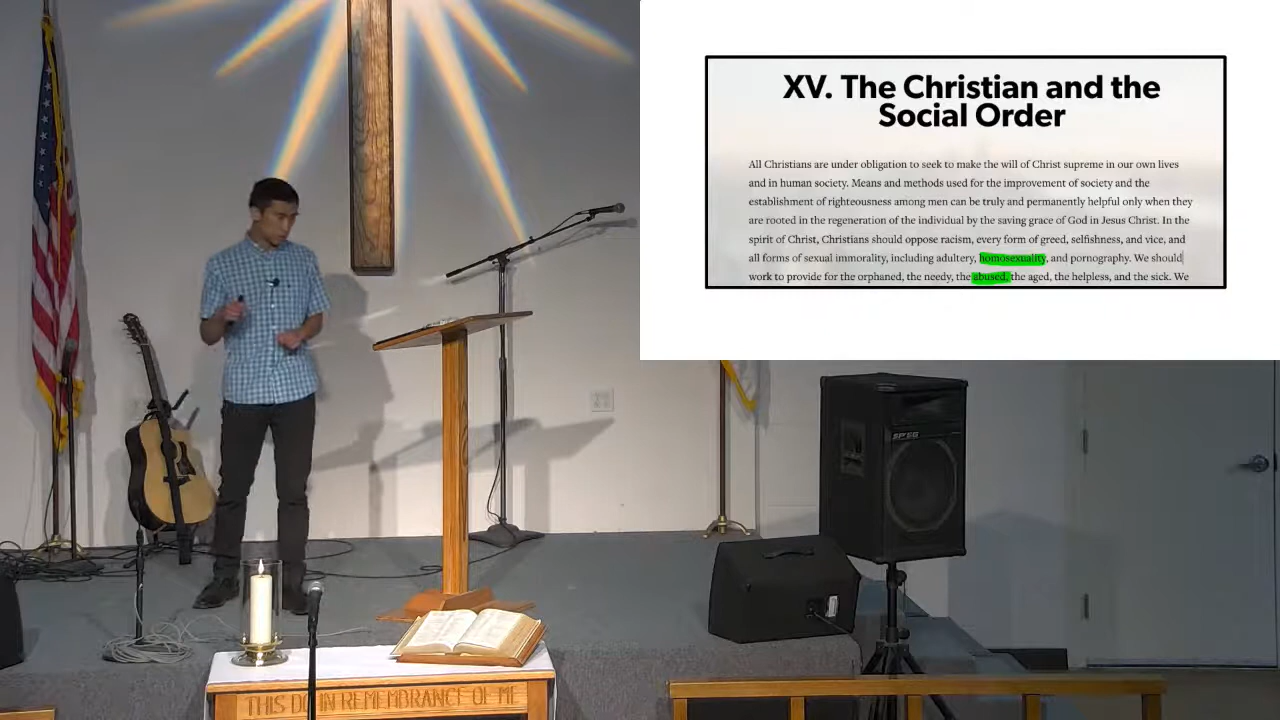 XV. The Christian and the
Social Order
All Christians are under obligation to seek to make the will of Christ supreme in our own lives
and in human society. Means and methods used for the improvement of society and the
establishment of righteousness among men can be truly and permanently helpful only when they
are rooted in the regeneration of the individual by the saving grace of God in Jesus Christ. In the
spirit of Christ, Christians should oppose racism, every form of greed, selfishness, and vice, and
all forms of sexual immorality, including adultery, homosexuality, and pornography. We should
work to provide for the orphaned, the needy, the abused, the aged, the helpless, and the sick. We
THIS DO IN REMEMBRANCE OF ME